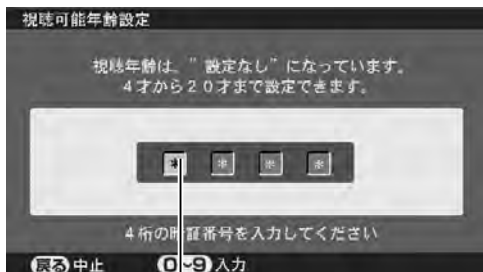 視聴可能年齢設定
視聴年齢は、"設定なし"になっています。
4才から20才まで設定できます。
* * * *
4桁の暗証番号を入力してください
戻る 中止 0~9 入力